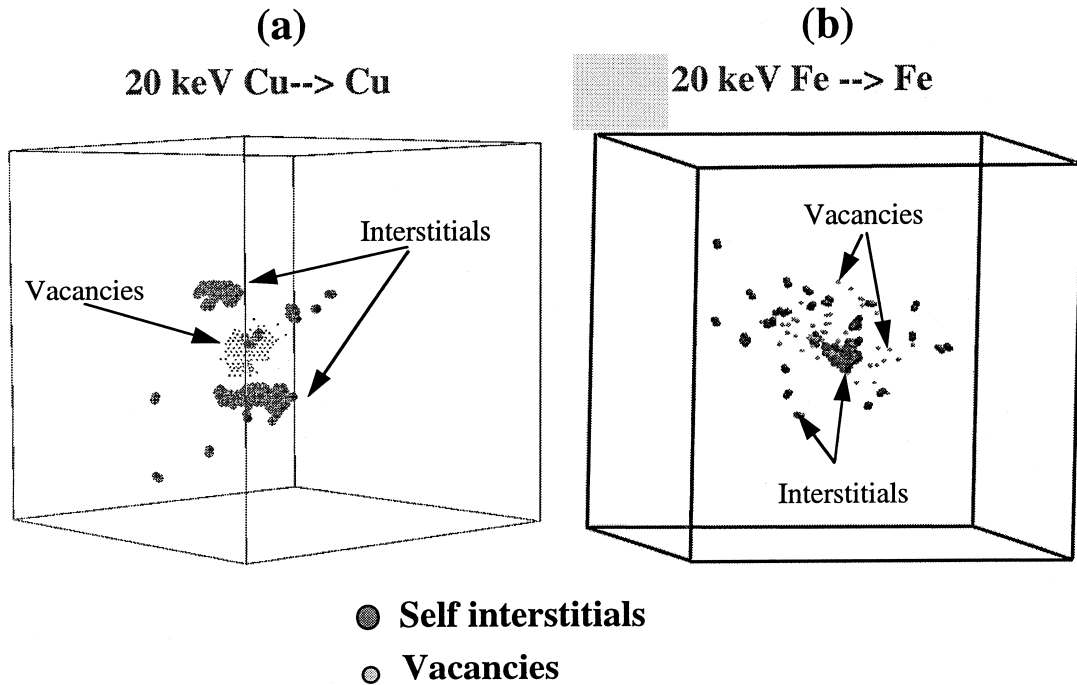 (a)
20 keV Cu--> Cu
Interstitials
Vacancies
(b)
20 keV Fe --> Fe
Vacancies
Interstitials
Self interstitials
Vacancies